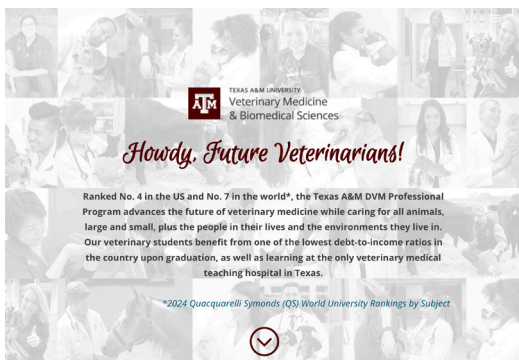 TEXAS A&M UNIVERSITY
Veterinary Medicine
& Biomedical Sciences
ATM
Howdy, Future Veterinarians!
Ranked No. 4 in the US and No. 7 in the world*, the Texas A&M DVM Professional
Program advances the future of veterinary medicine while caring for all animals,
large and small, plus the people in their lives and the environments they live in.
Our veterinary students benefit from one of the lowest debt-to-income ratios in
the country upon graduation, as well as learning at the only veterinary medical
teaching hospital in Texas.
*2024 Quacquarelli Symonds (QS) World University Rankings by Subject